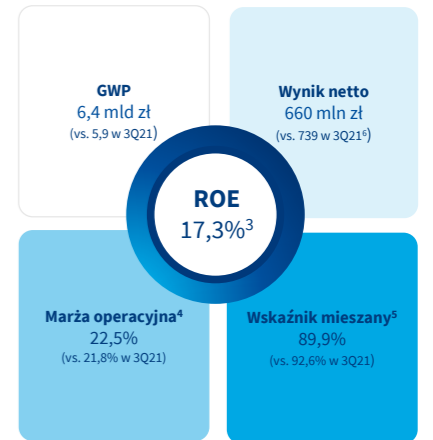 GWP
6,4 mld zł
(vs. 5,9 w 3Q21)
Wynik netto
660 mln zł
(vs. 739 w 3Q21⁶)
ROE
17,3%³
Marża operacyjna⁴
22,5%
(vs. 21,8% w 3Q21)
Wskaźnik mieszany⁵
89,9%
(vs. 92,6% w 3Q21)